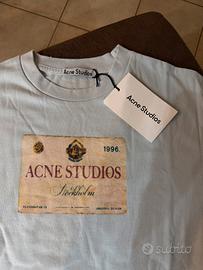 Acne Studios
Acne Studios
1996.
ACNE STUDIOS
Stockholm
subito